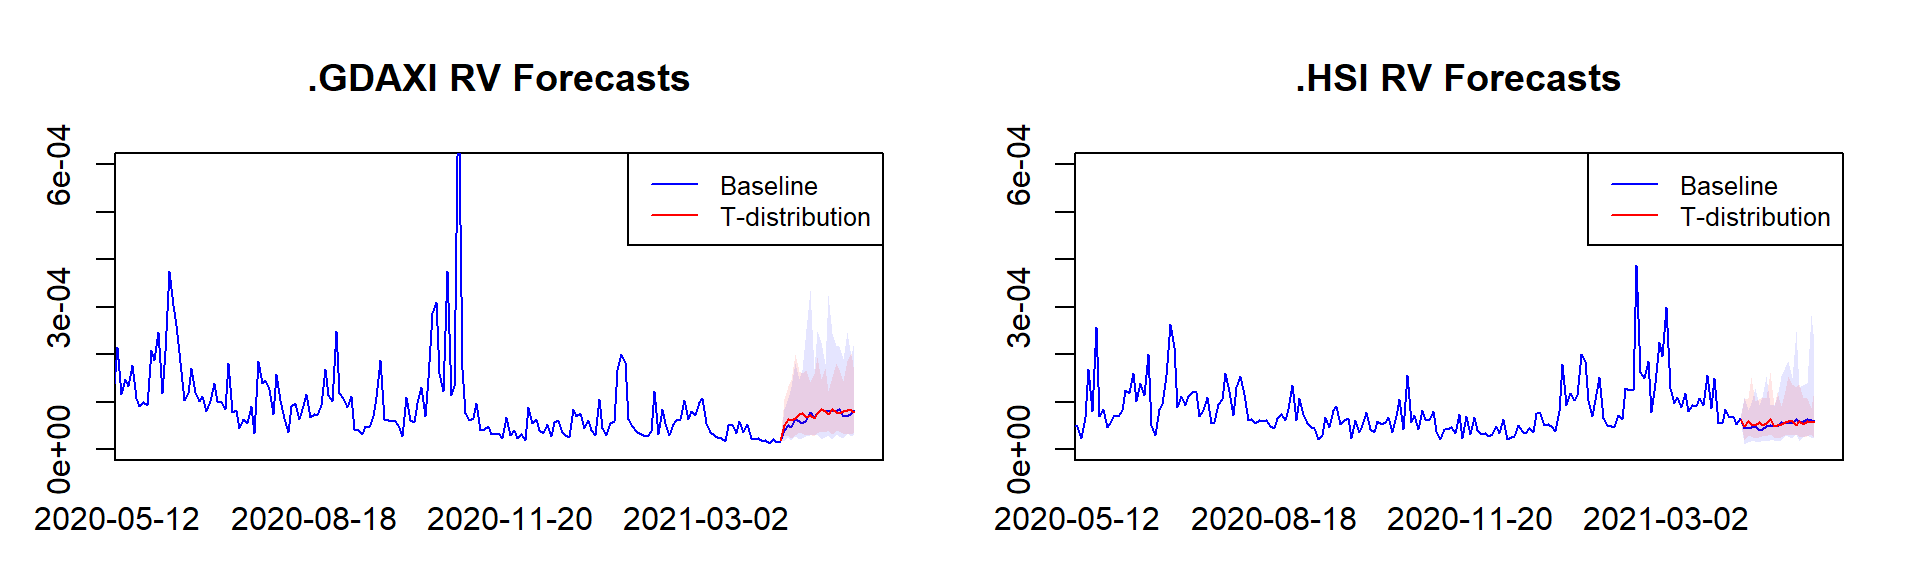 .GDAXI RV Forecasts
6e-04
3e-04
0e+00
Baseline
T-distribution
2020-05-12 2020-08-18 2020-11-20 2021-03-02
.HSI RV Forecasts
6e-04
3e-04
0e+00
Baseline
T-distribution
2020-05-12 2020-08-18 2020-11-20 2021-03-02